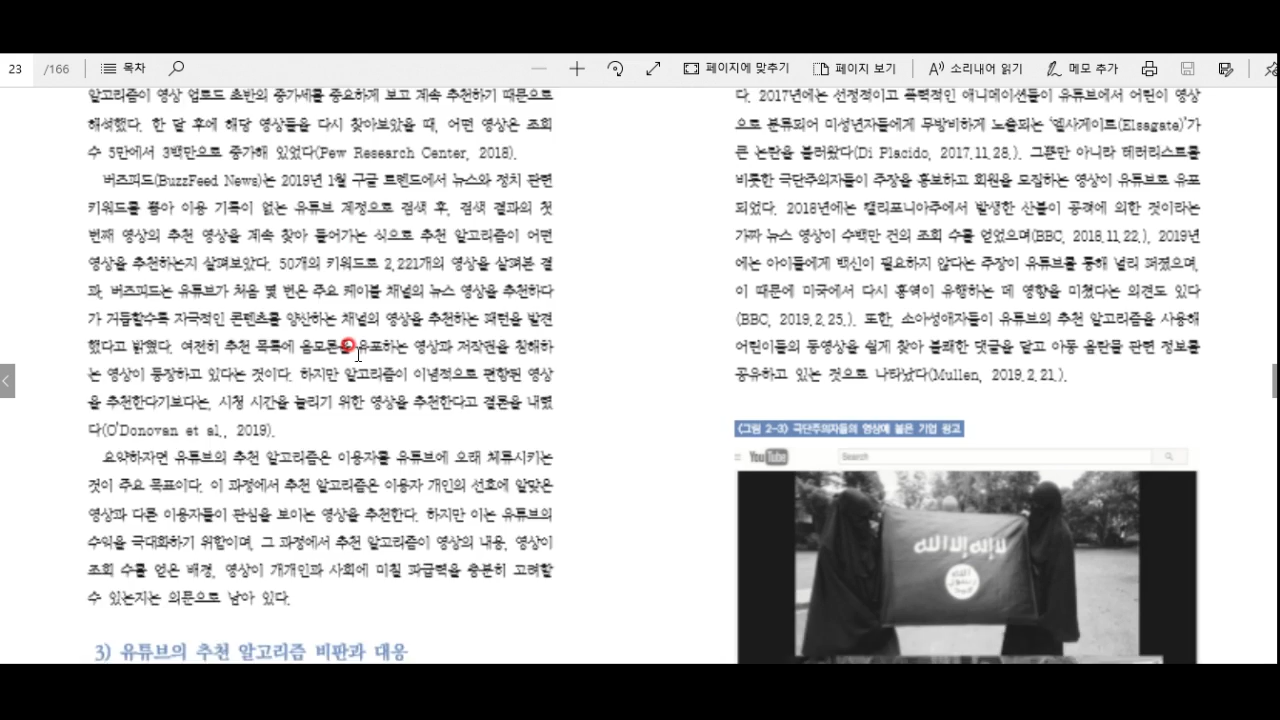 23 /166 목차 페이지에 맞추기 페이지 보기 소리내어 읽기 메모 추가
알고리즘이 영상 업로드 초반의 증가세를 중요하게 보고 계속 추천하기 때문으로
해석했다. 한 달 후에 해당 영상들을 다시 찾아보았을 때, 어떤 영상은 조회
수 5만에서 3백만으로 증가해 있었다(Pew Research Center, 2018).
버즈피드(BuzzFeed News)는 2019년 1월 구글 트렌드에서 뉴스와 정치 관련
키워드를 뽑아 이용 기록이 없는 유튜브 계정으로 검색 후, 검색 결과의 첫
번째 영상의 추천 영상을 계속 찾아 들어가는 식으로 추천 알고리즘이 어떤
영상을 추천하는지 살펴보았다. 50개의 키워드로 2,221개의 영상을 살펴본 결
과, 버즈피드는 유튜브가 처음 몇 번은 주요 케이블 채널의 뉴스 영상을 추천하다
가 거듭할수록 자극적인 콘텐츠를 양산하는 채널의 영상을 추천하는 패턴을 발견
했다고 밝혔다. 여전히 추천 목록에 음모론을 유포하는 영상과 저작권을 침해하
는 영상이 등장하고 있다는 것이다. 하지만 알고리즘이 이념적으로 편향된 영상
을 추천한다기보다는, 시청 시간을 늘리기 위한 영상을 추천한다고 결론을 내렸
다(O'Donovan et al., 2019).
요약하자면 유튜브의 추천 알고리즘은 이용자를 유튜브에 오래 체류시키는
것이 주요 목표이다. 이 과정에서 추천 알고리즘은 이용자 개인의 선호에 알맞은
영상과 다른 이용자들이 관심을 보이는 영상을 추천한다. 하지만 이는 유튜브의
수익을 극대화하기 위함이며, 그 과정에서 추천 알고리즘이 영상의 내용, 영상이
조회 수를 얻은 배경, 영상이 개개인과 사회에 미칠 파급력을 충분히 고려할
수 있는지는 의문으로 남아 있다.
3) 유튜브의 추천 알고리즘 비판과 대응
다. 2017년에는 선정적이고 폭력적인 애니메이션들이 유튜브에서 어린이 영상
으로 분류되어 미성년자들에게 무방비하게 노출되는 '엘사게이트(Elsagate)'가
큰 논란을 불러왔다(Di Placido, 2017.11.28.). 그뿐만 아니라 테러리스트를
비롯한 극단주의자들이 주장을 홍보하고 회원을 모집하는 영상이 유튜브로 유포
되었다. 2018년에는 캘리포니아주에서 발생한 산불이 공격에 의한 것이라는
가짜 뉴스 영상이 수백만 건의 조회 수를 얻었으며(BBC, 2018.11.22.), 2019년
에는 아이들에게 백신이 필요하지 않다는 주장이 유튜브를 통해 널리 퍼졌으며,
이 때문에 미국에서 다시 홍역이 유행하는 데 영향을 미쳤다는 의견도 있다
(BBC, 2019.2.25.). 또한, 소아성애자들이 유튜브의 추천 알고리즘을 사용해
어린이들의 동영상을 쉽게 찾아 불쾌한 댓글을 달고 아동 음란물 관련 정보를
공유하고 있는 것으로 나타났다(Mullen, 2019.2.21.).
〈그림 2-3〉 극단주의자들의 영상에 붙은 기업 광고
YouTube Search
لا إله إلا الله
الله
رسول
محمد